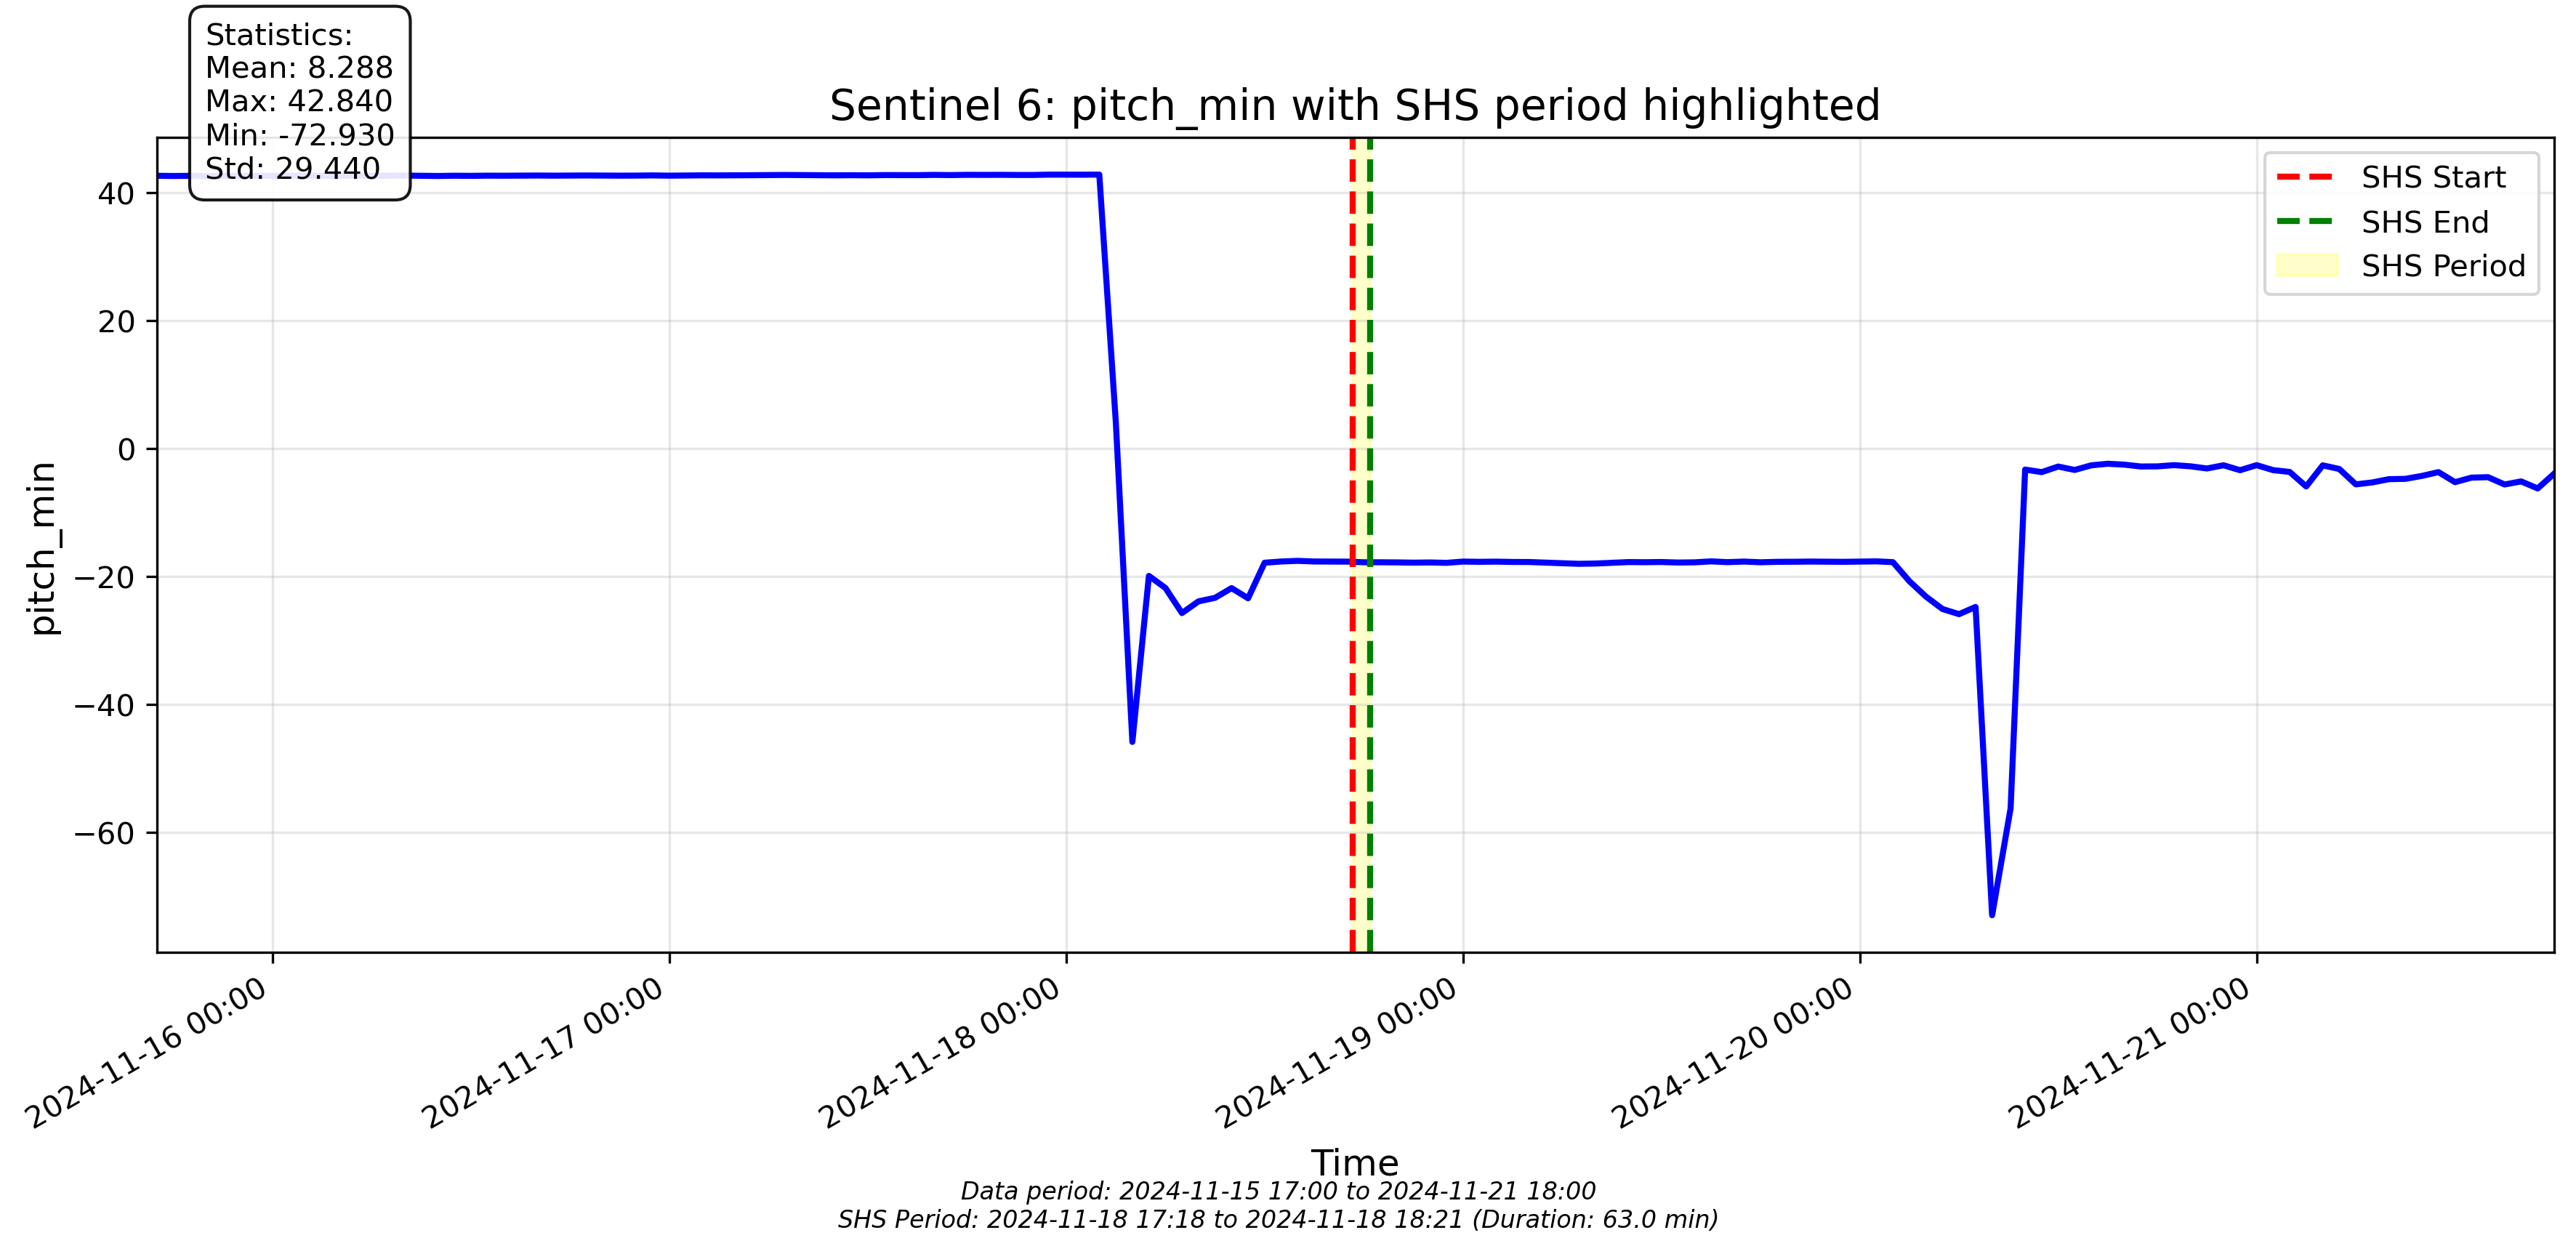 Statistics:
Mean: 8.288
Max: 42.840
Min: -72.930
Std: 29.440
Sentinel 6: pitch_min with SHS period highlighted
SHS Start
SHS End
SHS Period
pitch_min
40
20
0
−20
−40
−60
2024-11-16 00:00
2024-11-17 00:00
2024-11-18 00:00
2024-11-19 00:00
2024-11-20 00:00
2024-11-21 00:00
Time
Data period: 2024-11-15 17:00 to 2024-11-21 18:00
SHS Period: 2024-11-18 17:18 to 2024-11-18 18:21 (Duration: 63.0 min)